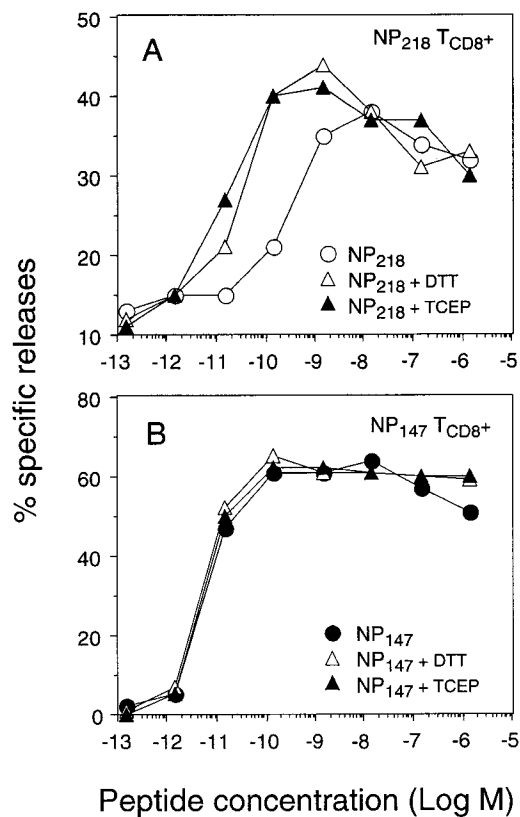 % specific releases
A
NP218 TCD8+
50
40
30
20
10
NP218
NP218 + DTT
NP218 + TCEP
-13 -12 -11 -10 -9 -8 -7 -6 -5
B
NP147 TCD8+
80
60
40
20
0
NP147
NP147 + DTT
NP147 + TCEP
-13 -12 -11 -10 -9 -8 -7 -6 -5
Peptide concentration (Log M)